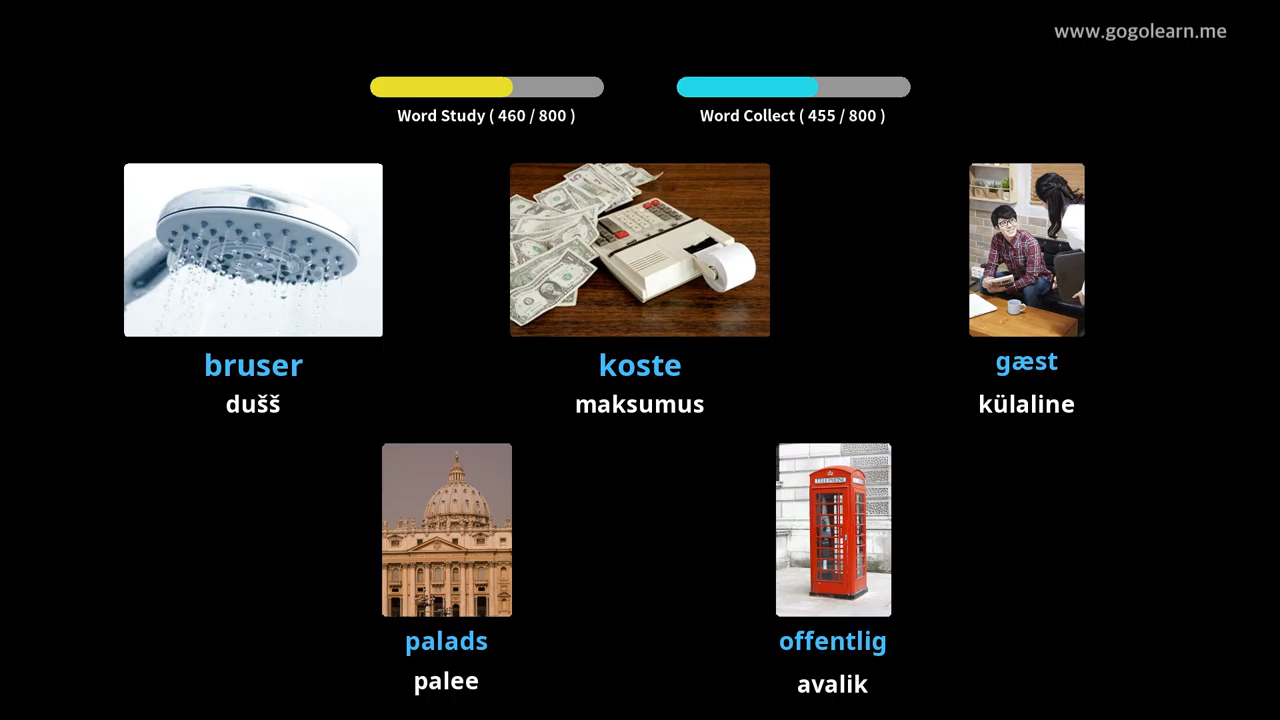 www.gogolearn.me
Word Study ( 460 / 800 )
Word Collect ( 455 / 800 )
bruser
dušš
koste
maksumus
gæst
külaline
TELEPHONE
palads
palee
offentlig
avalik